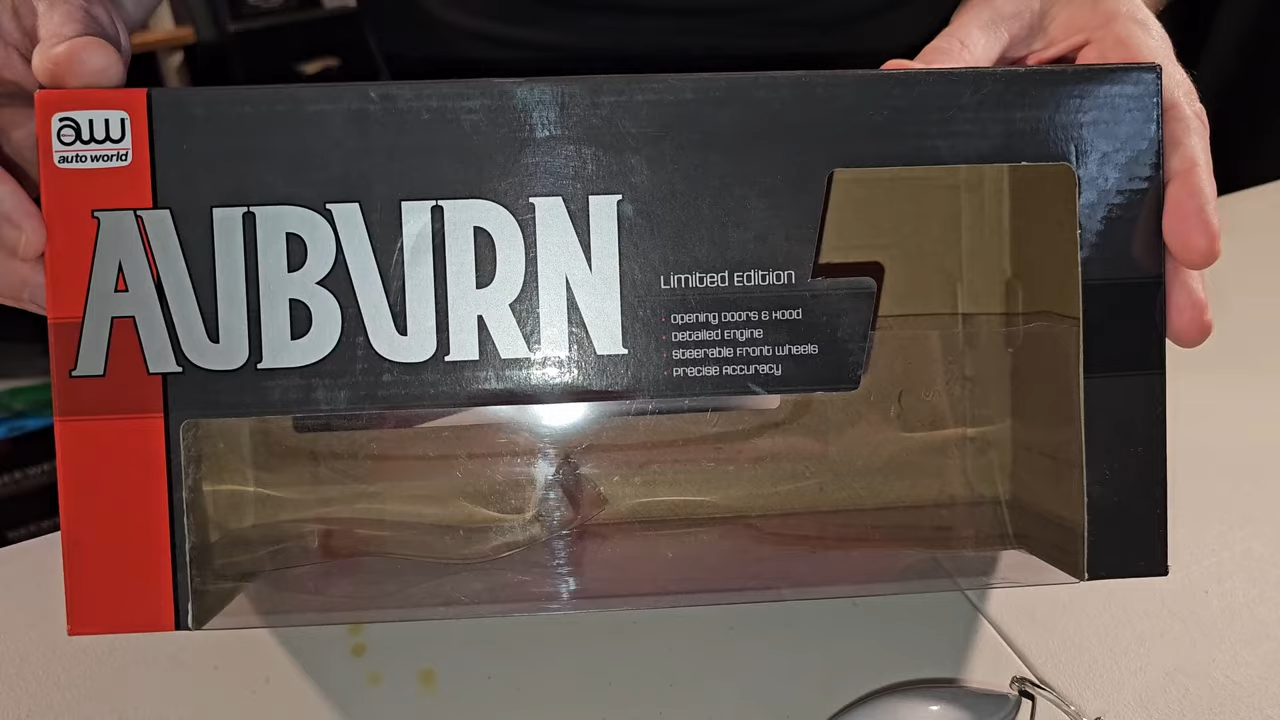 aw
auto world
AUBURN
Limited Edition
Opening Doors & Hood
Detailed Engine
Steerable Front Wheels
Precise Accuracy